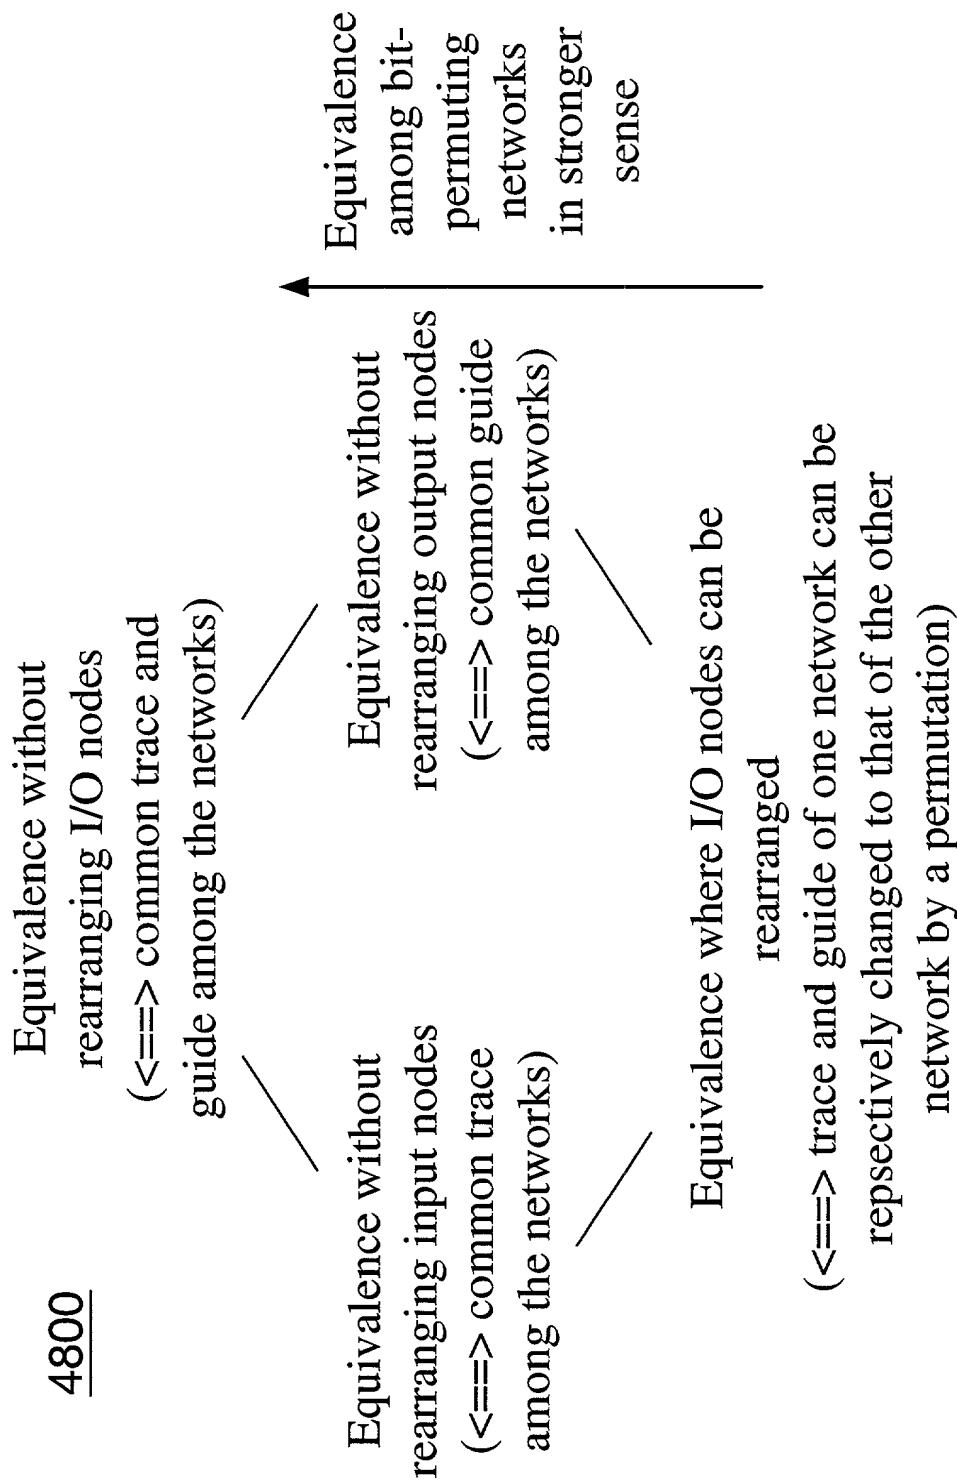 4800
Equivalence without
rearranging I/O nodes
(<==> common trace and
guide among the networks)
Equivalence without
rearranging input nodes
(<==> common trace
among the networks)
Equivalence without
rearranging output nodes
(<==> common guide
among the networks)
Equivalence
among bit-
permuting
networks
in stronger
sense
Equivalence where I/O nodes can be
rearranged
(<==> trace and guide of one network can be
repsectively changed to that of the other
network by a permutation)